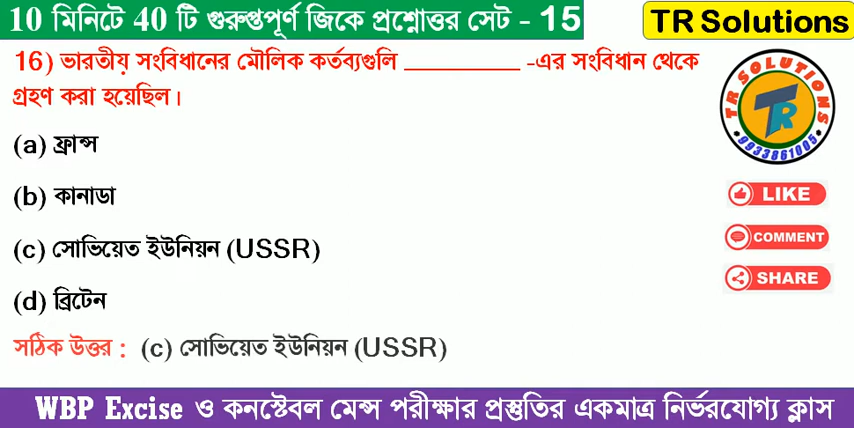 10 মিনিটে 40 টি গুরুত্বপূর্ণ জিকে প্রশ্নোত্তর সেট - 15
TR Solutions
16) ভারতীয় সংবিধানের মৌলিক কর্তব্যগুলি __________ -এর সংবিধান থেকে
গ্রহণ করা হয়েছিল।
(a) ফ্রান্স
(b) কানাডা
(c) সোভিয়েত ইউনিয়ন (USSR)
(d) ব্রিটেন
সঠিক উত্তর : (c) সোভিয়েত ইউনিয়ন (USSR)
TR SOLUTIONS
TR
9933861005
LIKE
COMMENT
SHARE
WBP Excise ও কনস্টেবল মেন্স পরীক্ষার প্রস্তুতির একমাত্র নির্ভরযোগ্য ক্লাস